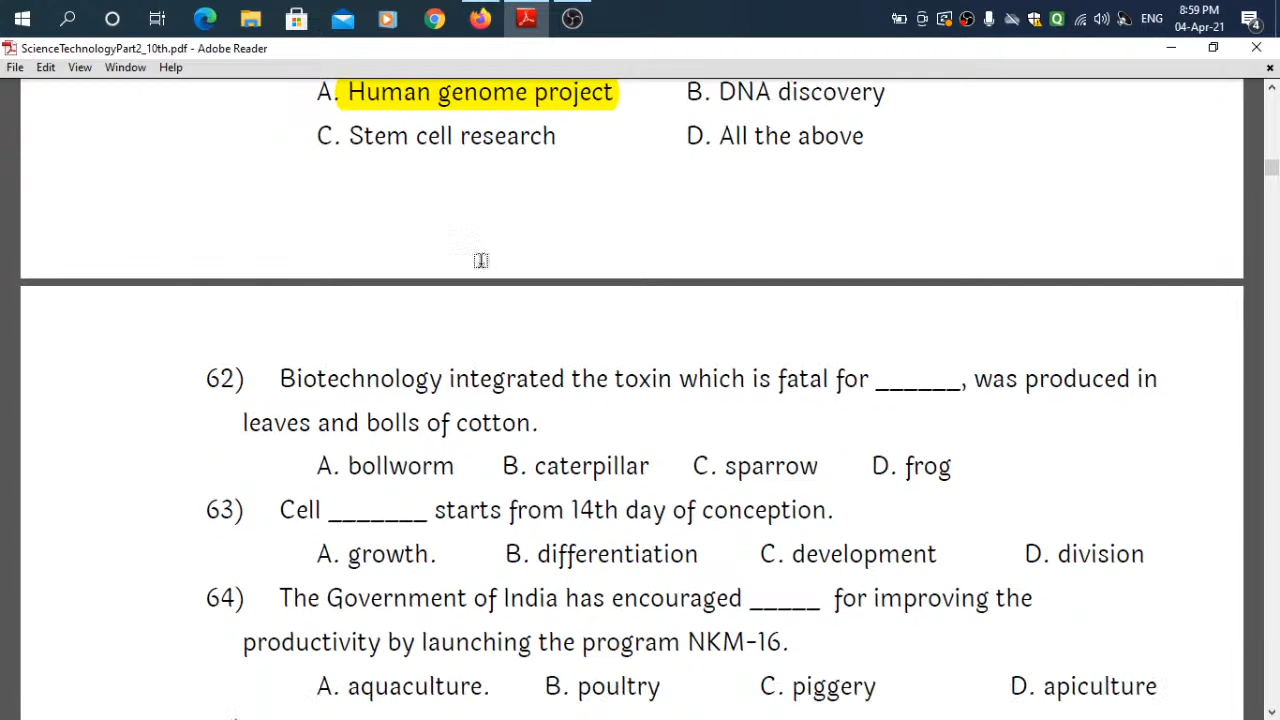 8:59 PM
ENG
04-Apr-21
4
ScienceTechnologyPart2_10th.pdf - Adobe Reader
File Edit View Window Help
A. Human genome project B. DNA discovery
C. Stem cell research D. All the above
62) Biotechnology integrated the toxin which is fatal for ______, was produced in
leaves and bolls of cotton.
A. bollworm B. caterpillar C. sparrow D. frog
63) Cell _______ starts from 14th day of conception.
A. growth. B. differentiation C. development D. division
64) The Government of India has encouraged _____ for improving the
productivity by launching the program NKM-16.
A. aquaculture. B. poultry C. piggery D. apiculture